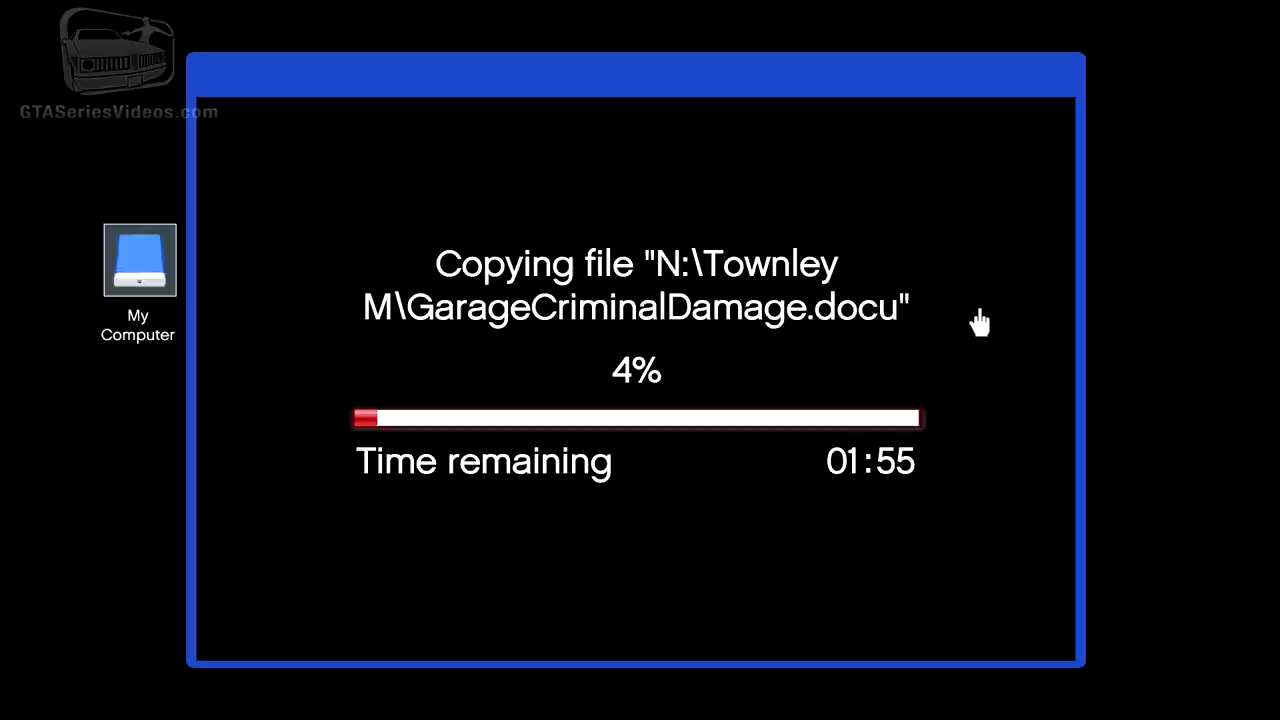 GTASeriesVideos.com
My
Computer
Copying file "N:\Townley
M\GarageCriminalDamage.docu"
4%
Time remaining 01:55